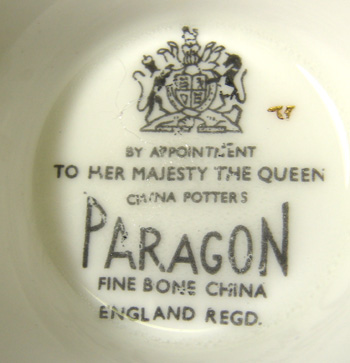 BY APPOINTMENT
TO HER MAJESTY THE QUEEN
CHINA POTTERS
PARAGON
FINE BONE CHINA
ENGLAND REGD.